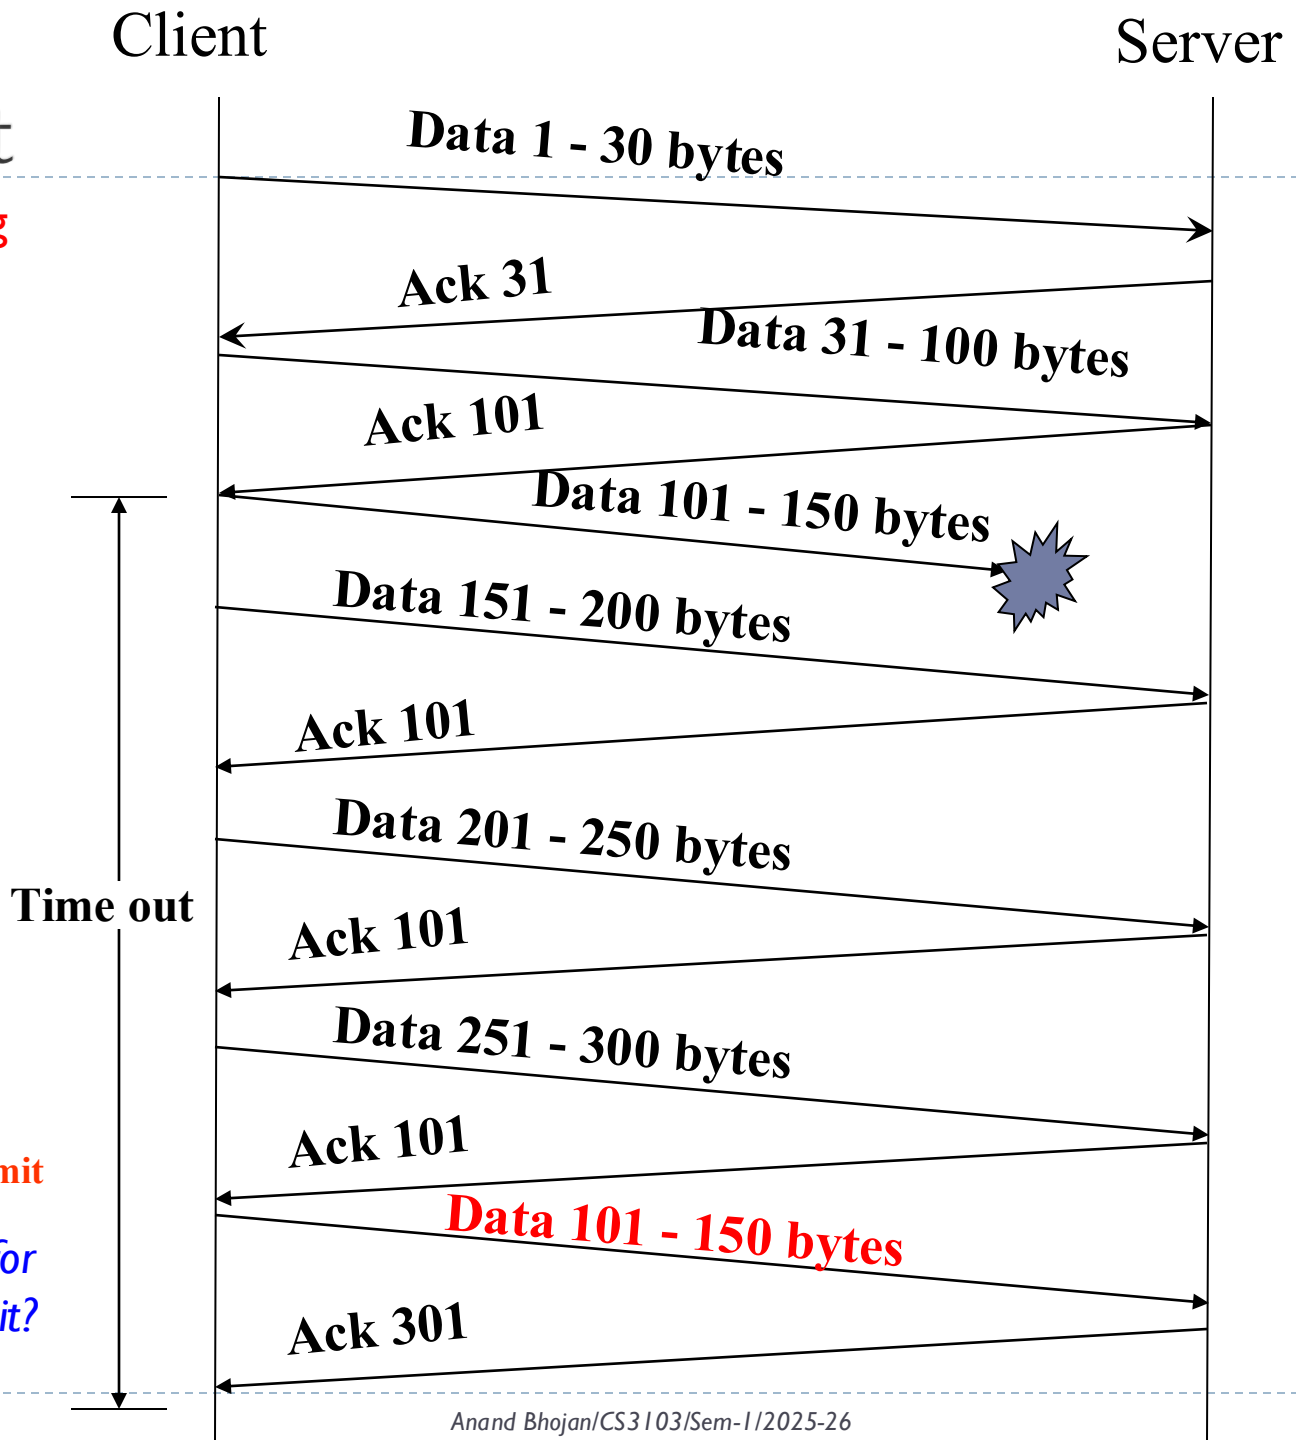 Client
Server
t
Data 1 - 30 bytes
g
Ack 31
Data 31 - 100 bytes
Ack 101
Data 101 - 150 bytes
Data 151 - 200 bytes
Ack 101
Data 201 - 250 bytes
Time out
Ack 101
Data 251 - 300 bytes
Ack 101
mit
Data 101 - 150 bytes
for
it?
Ack 301
Anand Bhojan/CS3103/Sem-1/2025-26